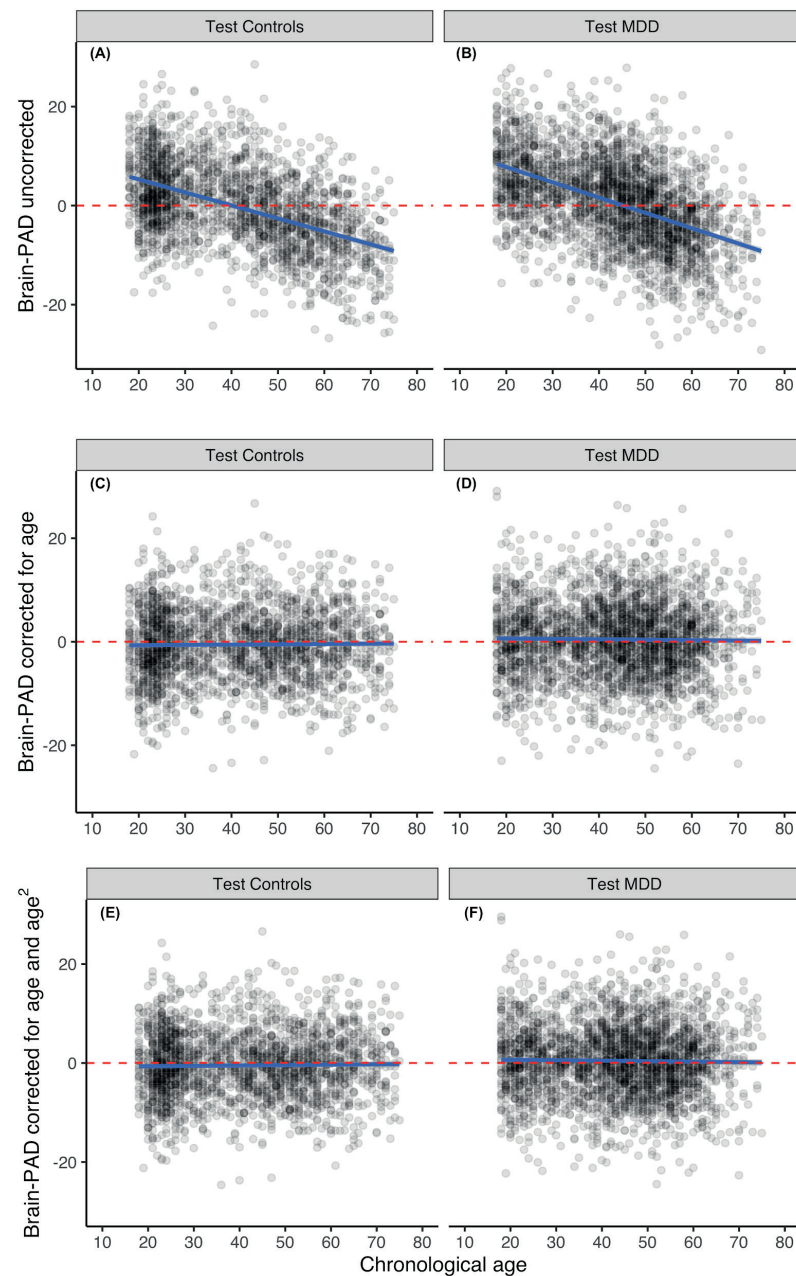 Test Controls
Test MDD
(A)
(B)
Brain-PAD uncorrected
20
0
-20
10 20 30 40 50 60 70 80
10 20 30 40 50 60 70 80
Test Controls
Test MDD
(C)
(D)
Brain-PAD corrected for age
20
0
-20
10 20 30 40 50 60 70 80
10 20 30 40 50 60 70 80
Test Controls
Test MDD
(E)
(F)
Brain-PAD corrected for age and age²
20
0
-20
10 20 30 40 50 60 70 80
10 20 30 40 50 60 70 80
Chronological age